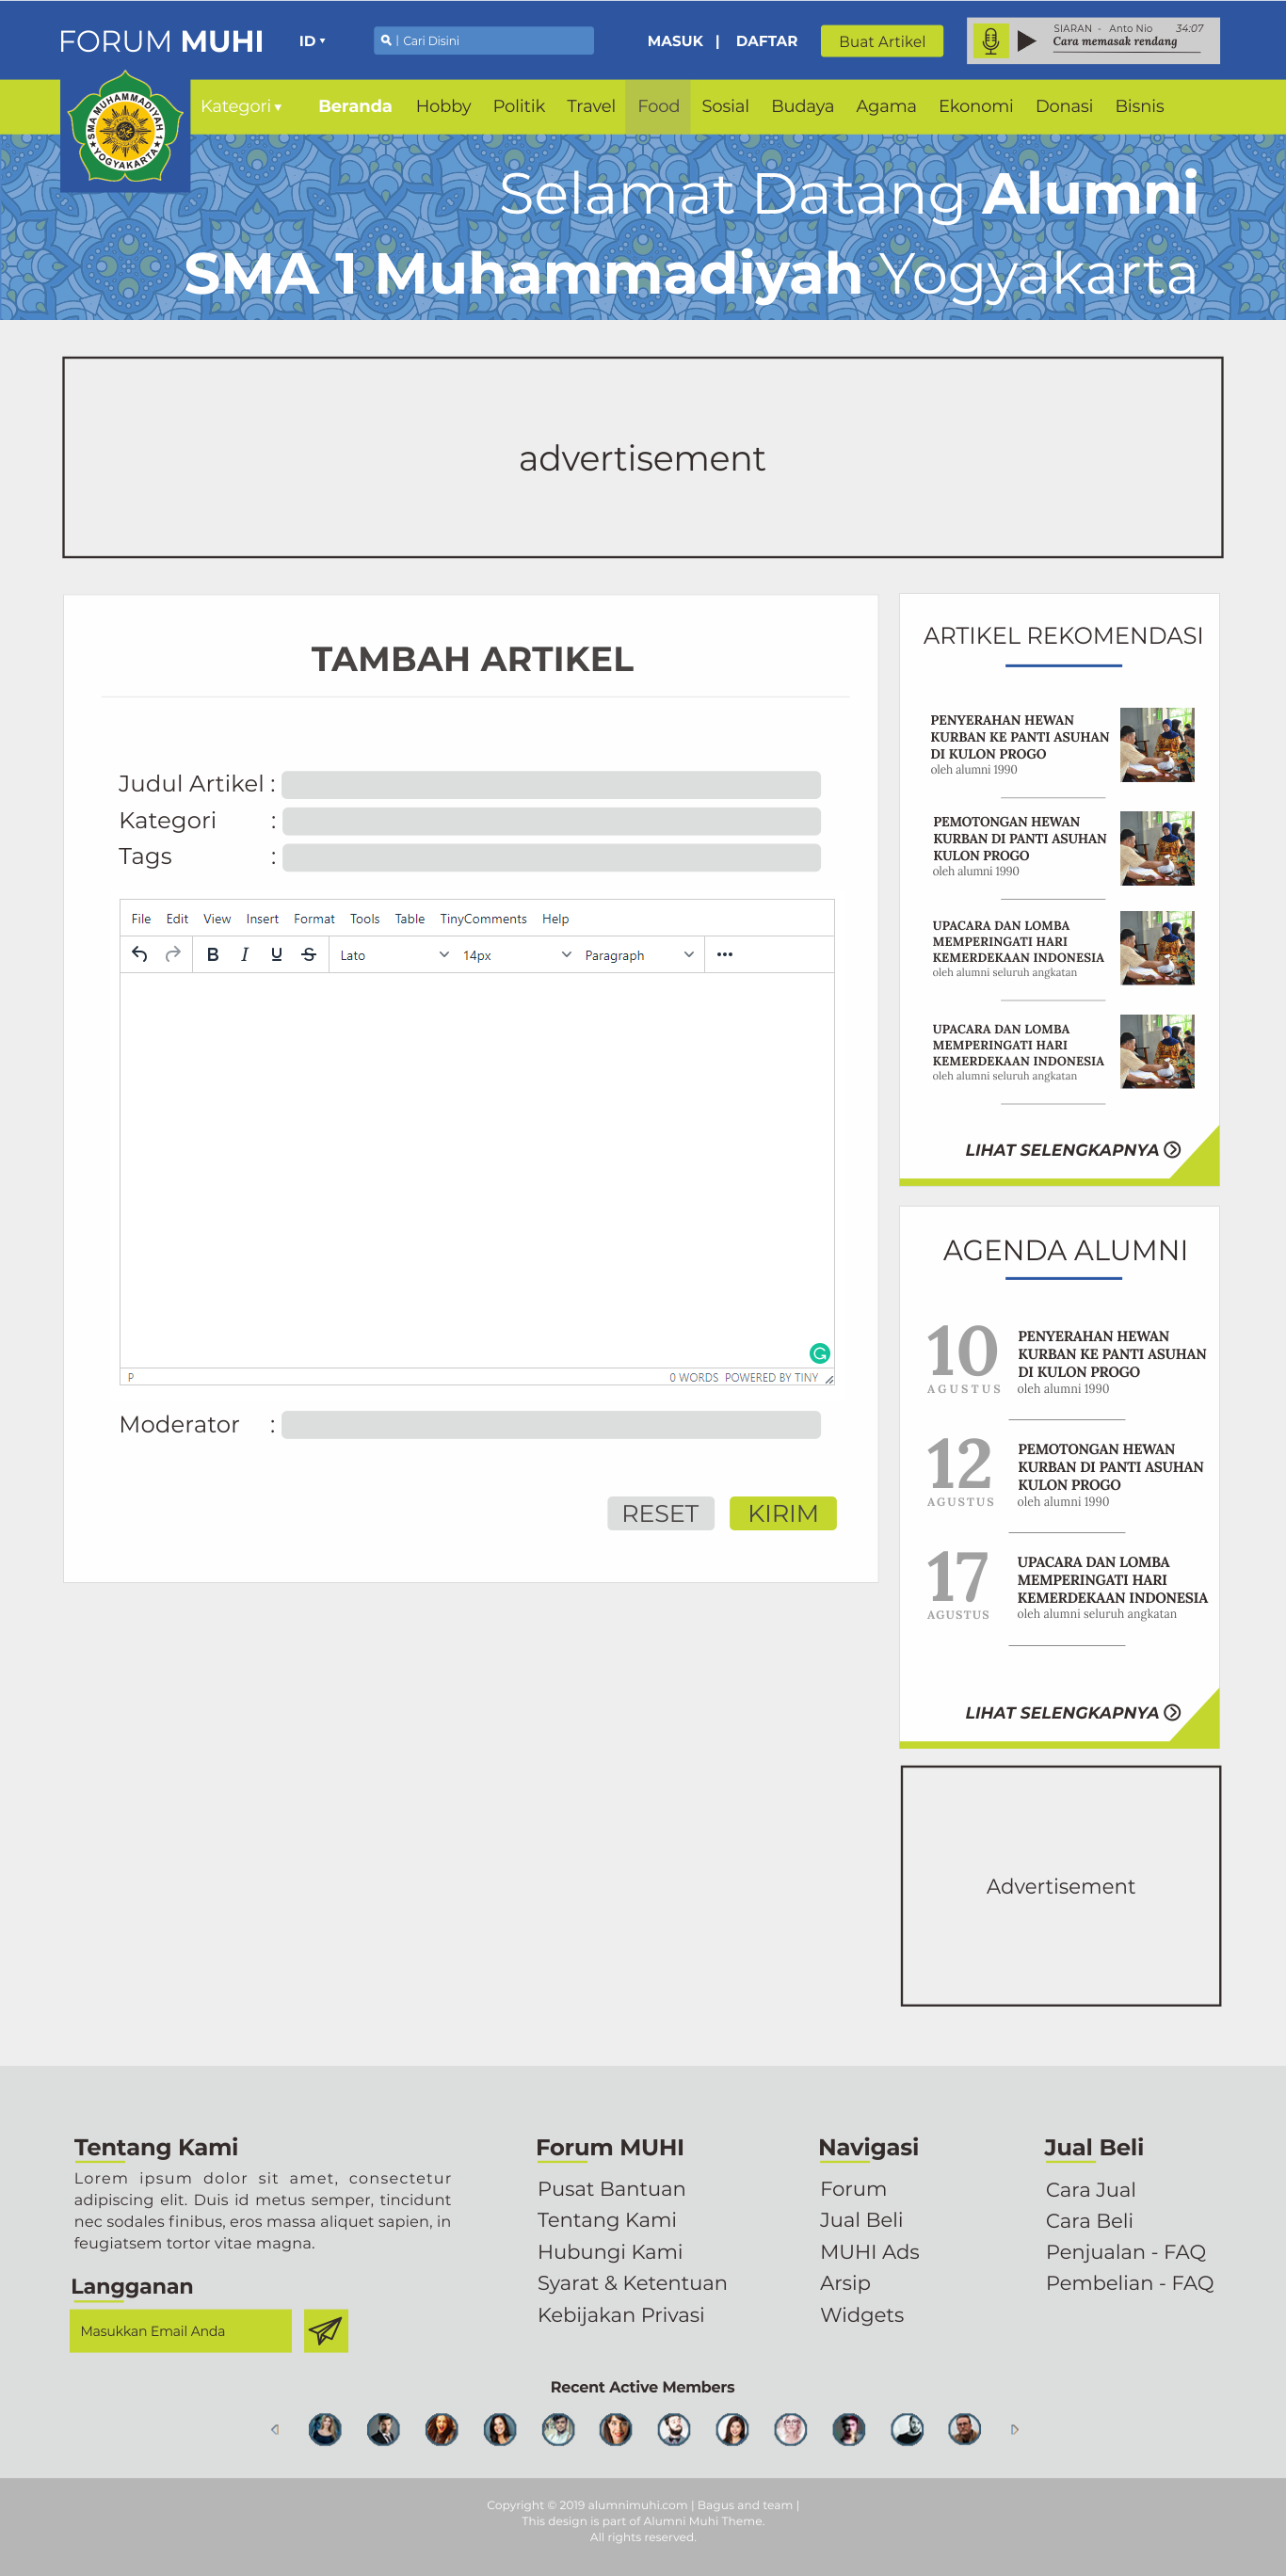 FORUM MUHI
ID
Cari Disini
MASUK | DAFTAR
Buat Artikel
SIARAN - Anto Nio 34:07
Cara memasak rendang
SMA MUHAMMADIYAH 1
YOGYAKARTA
Kategori Beranda Hobby Politik Travel Food Sosial Budaya Agama Ekonomi Donasi Bisnis
Selamat Datang Alumni
SMA 1 Muhammadiyah Yogyakarta
advertisement
TAMBAH ARTIKEL
Judul Artikel :
Kategori :
Tags :
File Edit View Insert Format Tools Table TinyComments Help
B I U S Lato 14px Paragraph ...
P 0 WORDS POWERED BY TINY
Moderator :
RESET KIRIM
ARTIKEL REKOMENDASI
PENYERAHAN HEWAN
KURBAN KE PANTI ASUHAN
DI KULON PROGO
oleh alumni 1990
PEMOTONGAN HEWAN
KURBAN DI PANTI ASUHAN
KULON PROGO
oleh alumni 1990
UPACARA DAN LOMBA
MEMPERINGATI HARI
KEMERDEKAAN INDONESIA
oleh alumni seluruh angkatan
UPACARA DAN LOMBA
MEMPERINGATI HARI
KEMERDEKAAN INDONESIA
oleh alumni seluruh angkatan
LIHAT SELENGKAPNYA
AGENDA ALUMNI
10
AGUSTUS
PENYERAHAN HEWAN
KURBAN KE PANTI ASUHAN
DI KULON PROGO
oleh alumni 1990
12
AGUSTUS
PEMOTONGAN HEWAN
KURBAN DI PANTI ASUHAN
KULON PROGO
oleh alumni 1990
17
AGUSTUS
UPACARA DAN LOMBA
MEMPERINGATI HARI
KEMERDEKAAN INDONESIA
oleh alumni seluruh angkatan
LIHAT SELENGKAPNYA
Advertisement
Tentang Kami
Lorem ipsum dolor sit amet, consectetur
adipiscing elit. Duis id metus semper, tincidunt
nec sodales finibus, eros massa aliquet sapien, in
feugiatsem tortor vitae magna.
Langganan
Masukkan Email Anda
Forum MUHI
Pusat Bantuan
Tentang Kami
Hubungi Kami
Syarat & Ketentuan
Kebijakan Privasi
Navigasi
Forum
Jual Beli
MUHI Ads
Arsip
Widgets
Jual Beli
Cara Jual
Cara Beli
Penjualan - FAQ
Pembelian - FAQ
Recent Active Members
Copyright © 2019 alumnimuhi.com | Bagus and team |
This design is part of Alumni Muhi Theme.
All rights reserved.